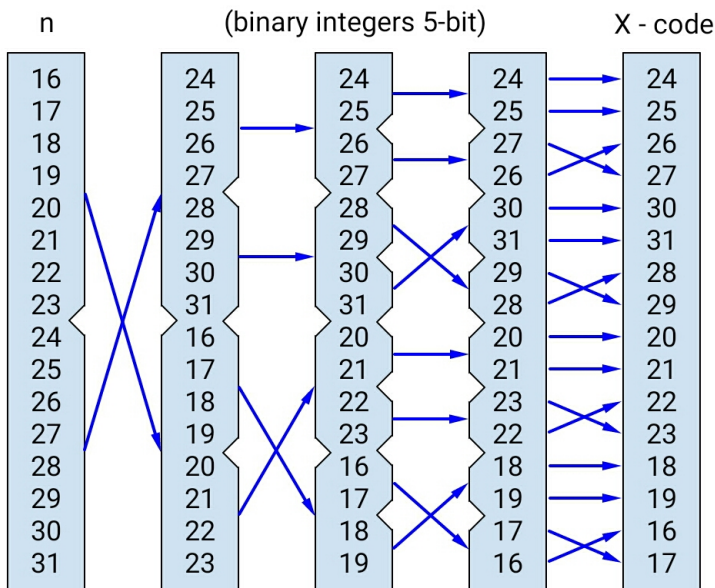 n (binary integers 5-bit) X - code
16 24 24 24 24
17 25 25 25 25
18 26 26 27 26
19 27 27 26 27
20 28 28 30 30
21 29 29 31 31
22 30 30 29 28
23 31 31 28 29
24 16 20 20 20
25 17 21 21 21
26 18 22 23 22
27 19 23 22 23
28 20 16 18 18
29 21 17 19 19
30 22 18 17 16
31 23 19 16 17